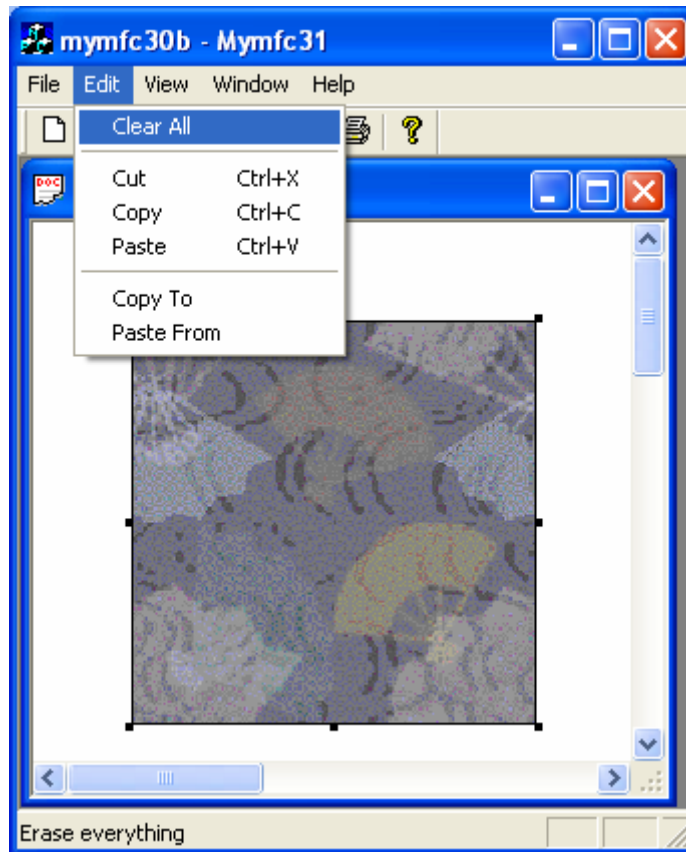 mymfc30b - Mymfc31
File Edit View Window Help
Clear All
Cut Ctrl+X
Copy Ctrl+C
Paste Ctrl+V
Copy To
Paste From
DOC
Erase everything